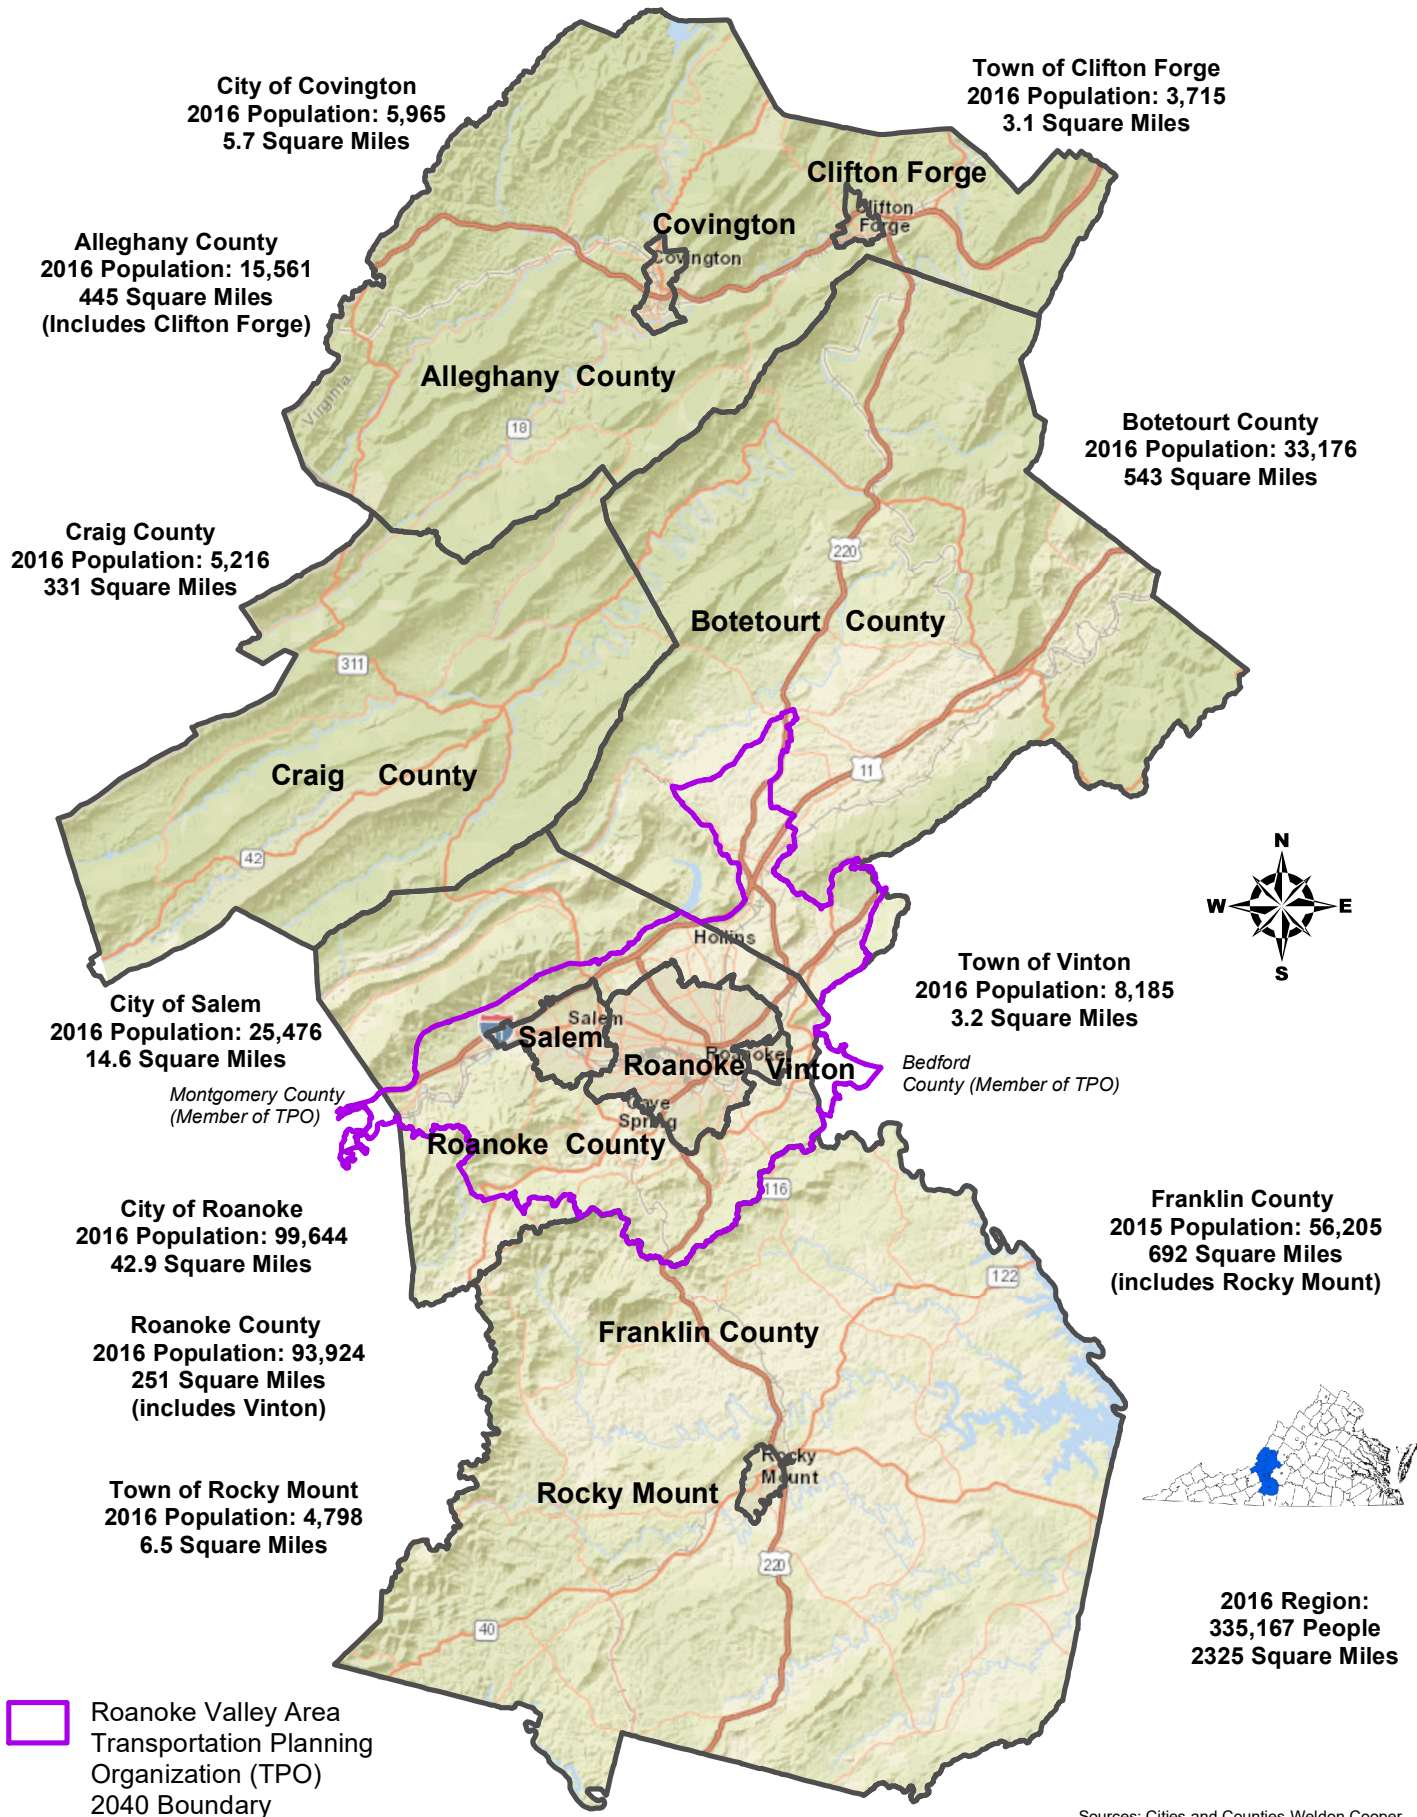 City of Covington
2016 Population: 5,965
5.7 Square Miles
Town of Clifton Forge
2016 Population: 3,715
3.1 Square Miles
Clifton Forge
Clifton
Forge
Covington
Covington
Alleghany County
2016 Population: 15,561
445 Square Miles
(Includes Clifton Forge)
Alleghany County
Virginia
18
Botetourt County
2016 Population: 33,176
543 Square Miles
Craig County
2016 Population: 5,216
331 Square Miles
220
Botetourt County
311
Craig County
11
42
N
W E
S
Hollins
Town of Vinton
2016 Population: 8,185
3.2 Square Miles
City of Salem
2016 Population: 25,476
14.6 Square Miles
Salem
Salem
Roanoke
Roanoke
Vinton
Bedford
County (Member of TPO)
Montgomery County
(Member of TPO)
Cave
Spring
Roanoke County
116
City of Roanoke
2016 Population: 99,644
42.9 Square Miles
Franklin County
2015 Population: 56,205
692 Square Miles
(includes Rocky Mount)
122
Roanoke County
2016 Population: 93,924
251 Square Miles
(includes Vinton)
Franklin County
Rocky
Mount
Rocky Mount
Town of Rocky Mount
2016 Population: 4,798
6.5 Square Miles
220
40
2016 Region:
335,167 People
2325 Square Miles
Roanoke Valley Area
Transportation Planning
Organization (TPO)
2040 Boundary
Sources: Cities and Counties Weldon Cooper